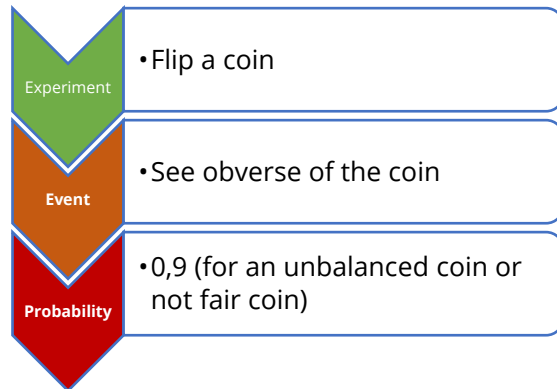 Experiment
•Flip a coin
Event
•See obverse of the coin
Probability
•0,9 (for an unbalanced coin or
not fair coin)